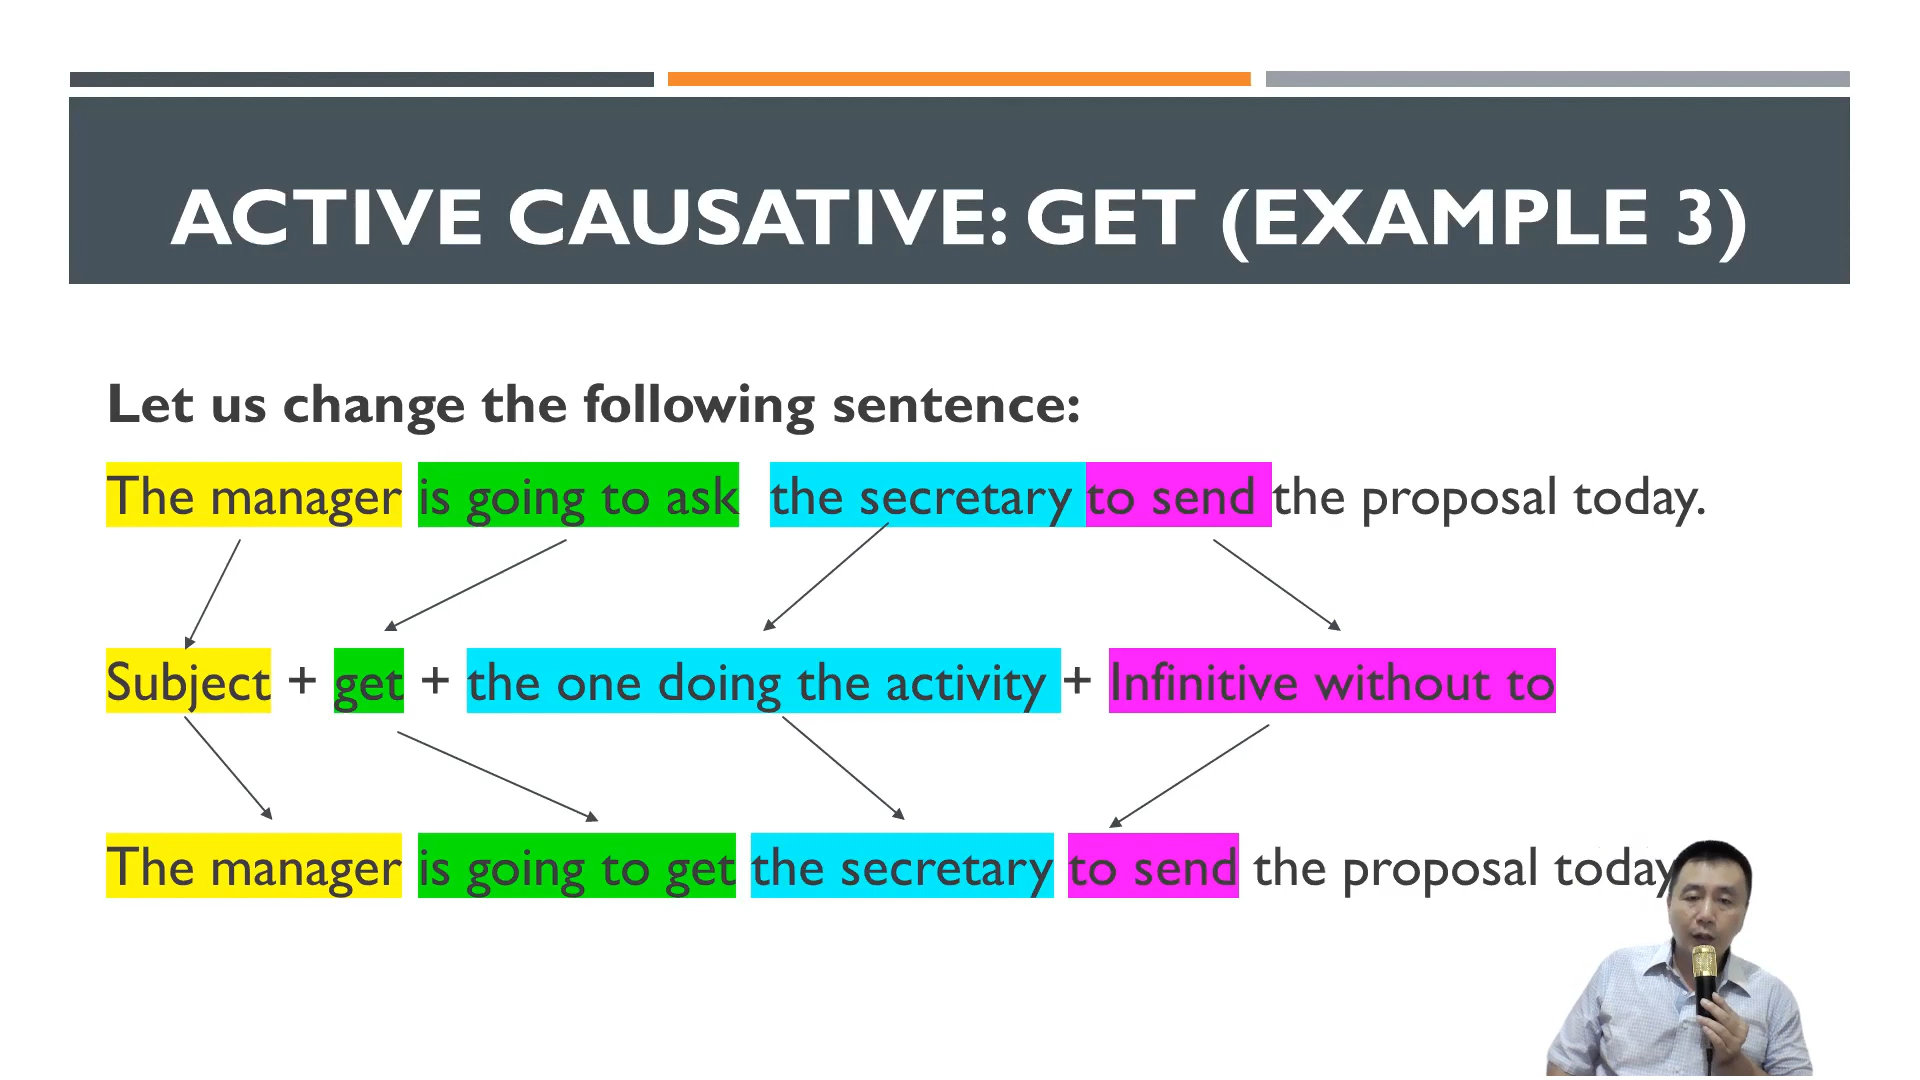 ACTIVE CAUSATIVE: GET (EXAMPLE 3)
Let us change the following sentence:
The manager is going to ask the secretary to send the proposal today.
Subject + get + the one doing the activity + Infinitive without to
The manager is going to get the secretary to send the proposal today